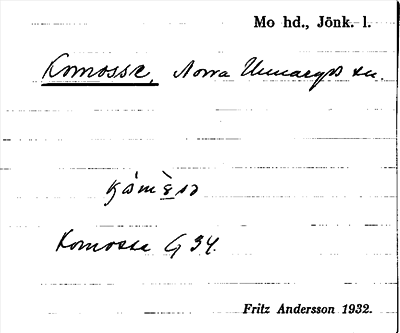 Mo hd., Jönk. l.
Komosse, Norra Unnaryds sn.
Komosse G 34.
Fritz Andersson 1932.